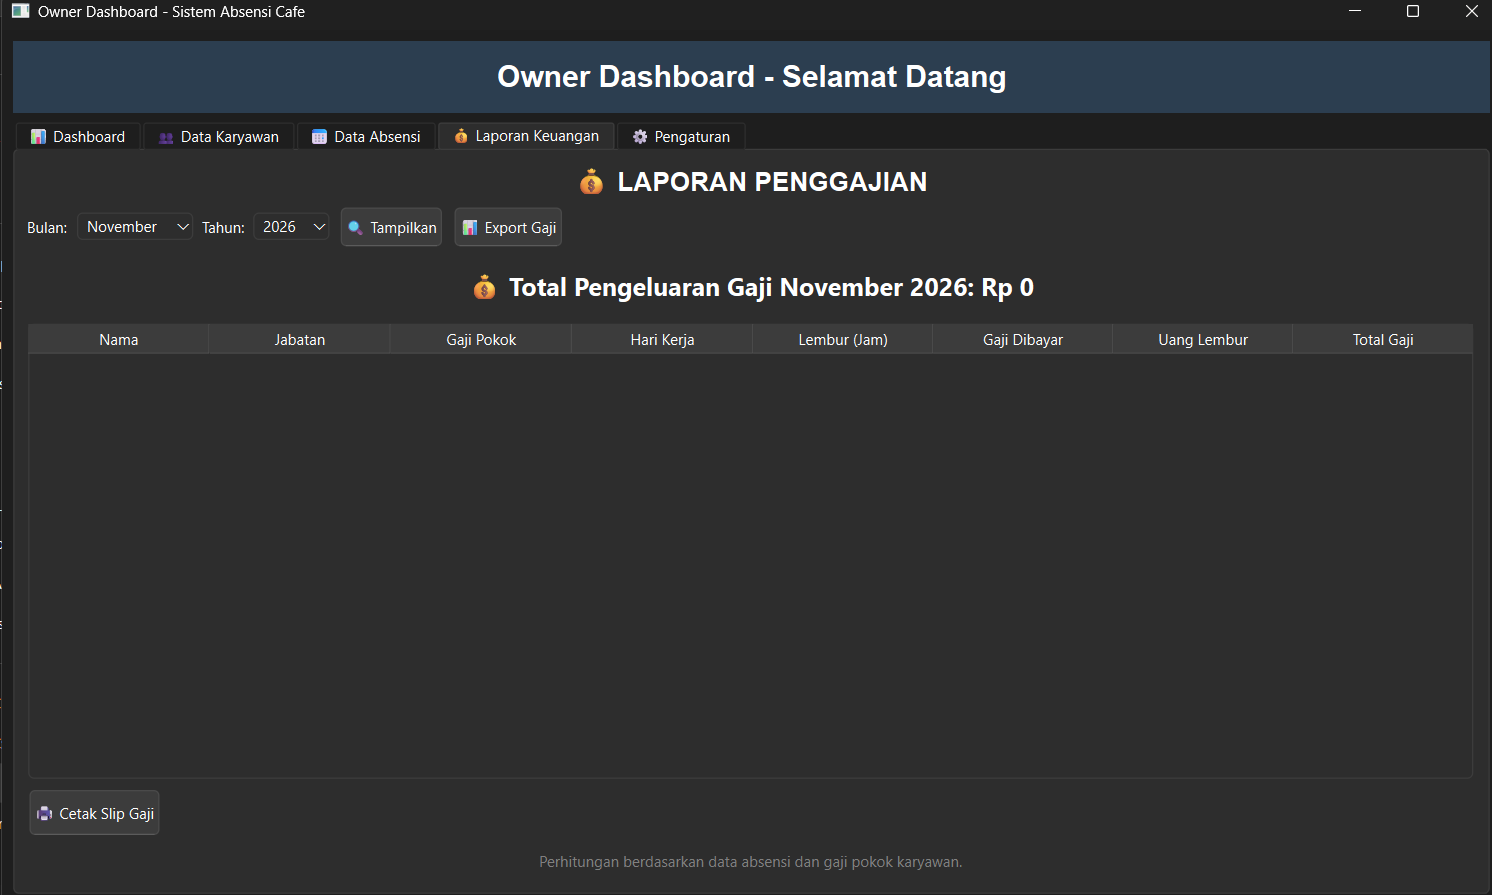 Owner Dashboard - Sistem Absensi Cafe
Owner Dashboard - Selamat Datang
Dashboard Data Karyawan Data Absensi Laporan Keuangan Pengaturan
LAPORAN PENGGAJIAN
Bulan: November Tahun: 2026 Tampilkan Export Gaji
Total Pengeluaran Gaji November 2026: Rp 0
Nama Jabatan Gaji Pokok Hari Kerja Lembur (Jam) Gaji Dibayar Uang Lembur Total Gaji
Cetak Slip Gaji
Perhitungan berdasarkan data absensi dan gaji pokok karyawan.